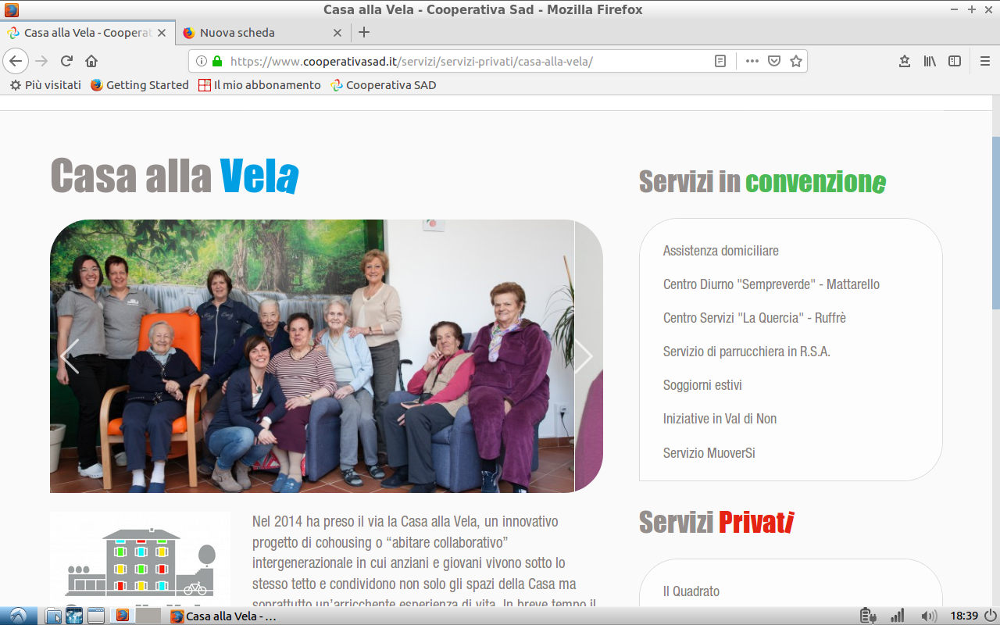 Casa alla Vela - Cooperativa Sad - Mozilla Firefox
Casa alla Vela - Cooperat
Nuova scheda
https://www.cooperativasad.it/servizi/servizi-privati/casa-alla-vela/
Più visitati
Getting Started
Il mio abbonamento
Cooperativa SAD
Casa alla Vela
Nel 2014 ha preso il via la Casa alla Vela, un innovativo
progetto di cohousing o “abitare collaborativo”
intergenerazionale in cui anziani e giovani vivono sotto lo
stesso tetto e condividono non solo gli spazi della Casa ma
soprattutto un’arricchente esperienza di vita. In breve tempo il
Servizi in convenzione
Assistenza domiciliare
Centro Diurno "Sempreverde" - Mattarello
Centro Servizi "La Quercia" - Ruffrè
Servizio di parrucchiera in R.S.A.
Soggiorni estivi
Iniziative in Val di Non
Servizio MuoverSi
Servizi Privati
Il Quadrato
Casa alla Vela - ...
18:39